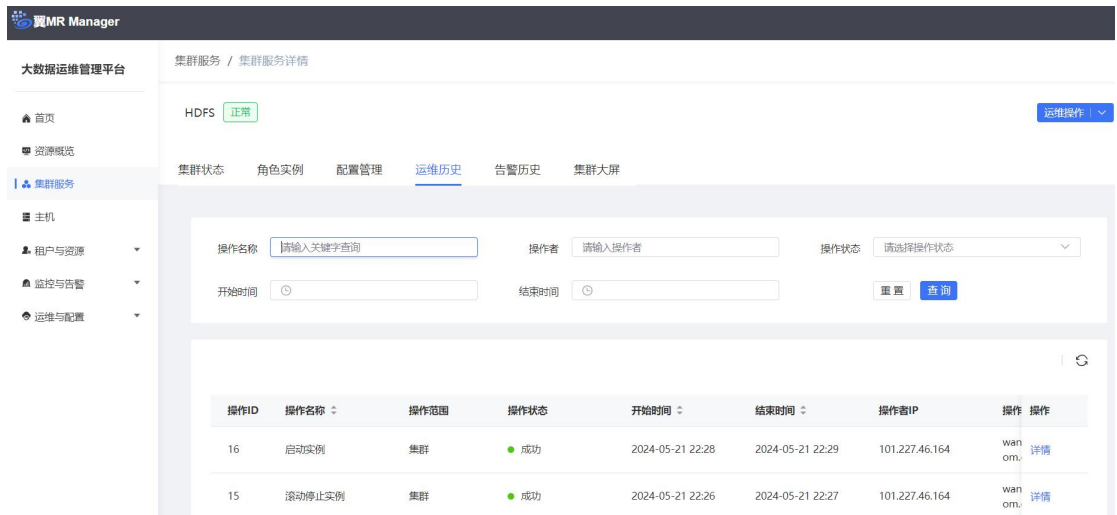 翼MR Manager
大数据运维管理平台
首页
资源概览
集群服务
主机
租户与资源
监控与告警
运维与配置
集群服务 / 集群服务详情
HDFS 正常
运维操作
集群状态 角色实例 配置管理 运维历史 告警历史 集群大屏
操作名称 请输入关键字查询 操作者 请输入操作者 操作状态 请选择操作状态
开始时间 结束时间 重置 查询
操作ID 操作名称 操作范围 操作状态 开始时间 结束时间 操作者IP 操作 操作
16 启动实例 集群 成功 2024-05-21 22:28 2024-05-21 22:29 101.227.46.164 wan 详情
om.
15 滚动停止实例 集群 成功 2024-05-21 22:26 2024-05-21 22:27 101.227.46.164 wan 详情
om.